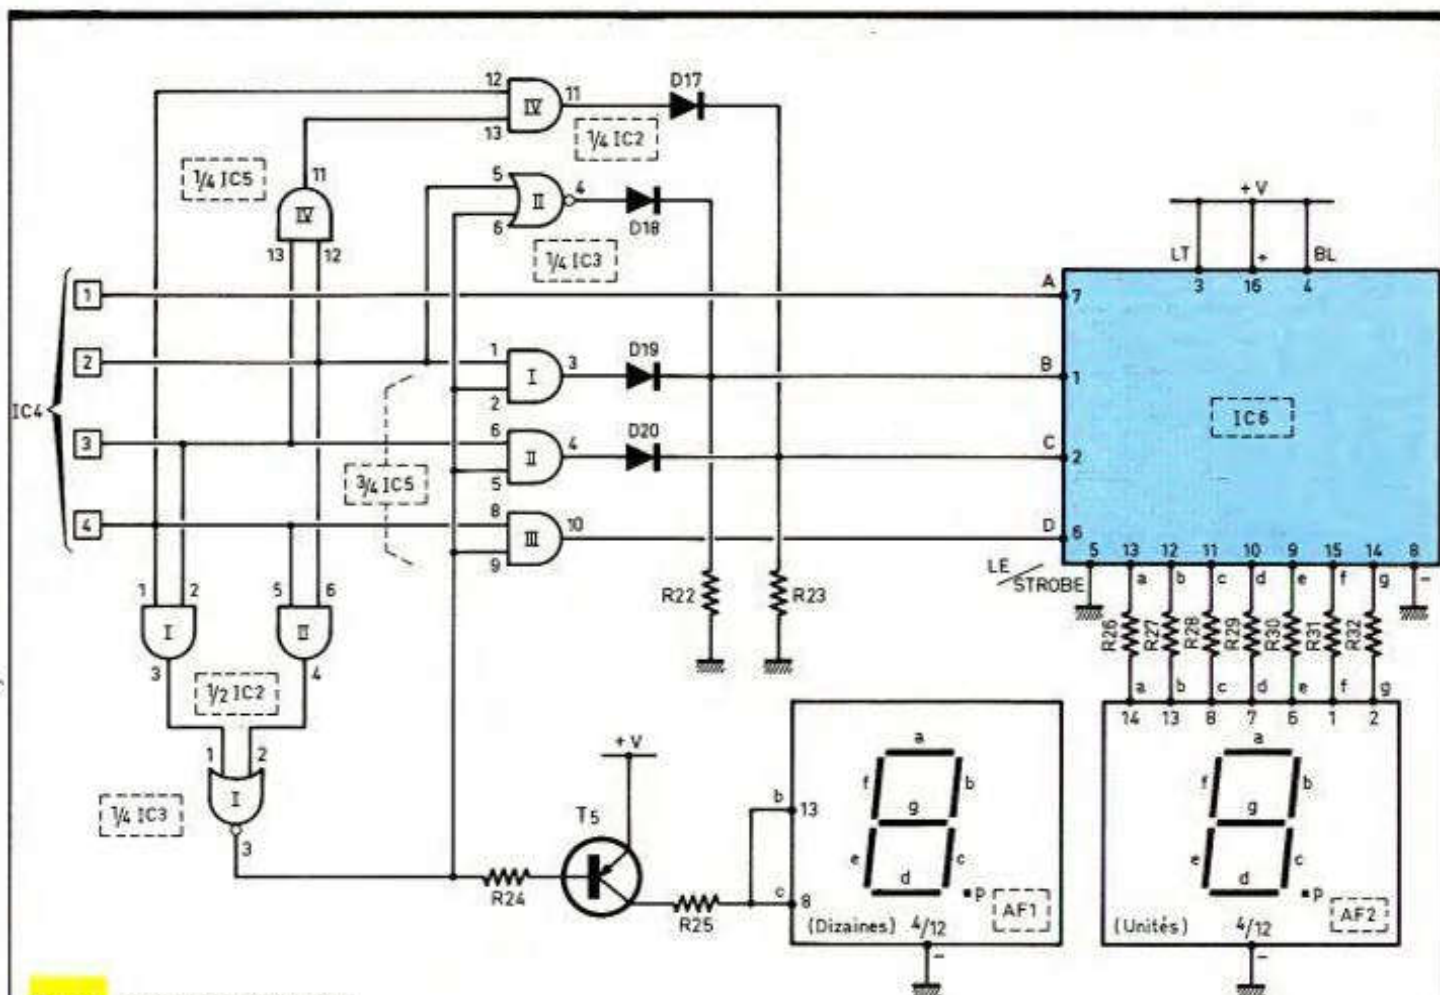 12
IV
11
13
D17
1/4 IC2
1/4 IC5
11
IV
13
12
5
II
4
6
D18
1/4 IC3
+V
LT
+
BL
3
16
4
IC4
1
2
3
4
A
7
1
I
3
2
D19
B
1
IC6
6
II
4
5
D20
C
2
3/4 IC5
8
III
10
9
D
6
LE/STROBE
5
13
12
11
10
9
15
14
8
a
b
c
d
e
f
g
-
R22
R23
R26
R27
R28
R29
R30
R31
R32
1
2
I
3
5
6
II
4
1/2 IC2
1
2
I
3
1/4 IC3
+V
T5
R24
R25
b
13
c
8
a
f
b
g
e
c
d
p
(Dizaines)
4/12
AF1
-
a
b
c
d
e
f
g
14
13
8
7
6
1
2
a
f
b
g
e
c
d
p
(Unités)
4/12
AF2
-